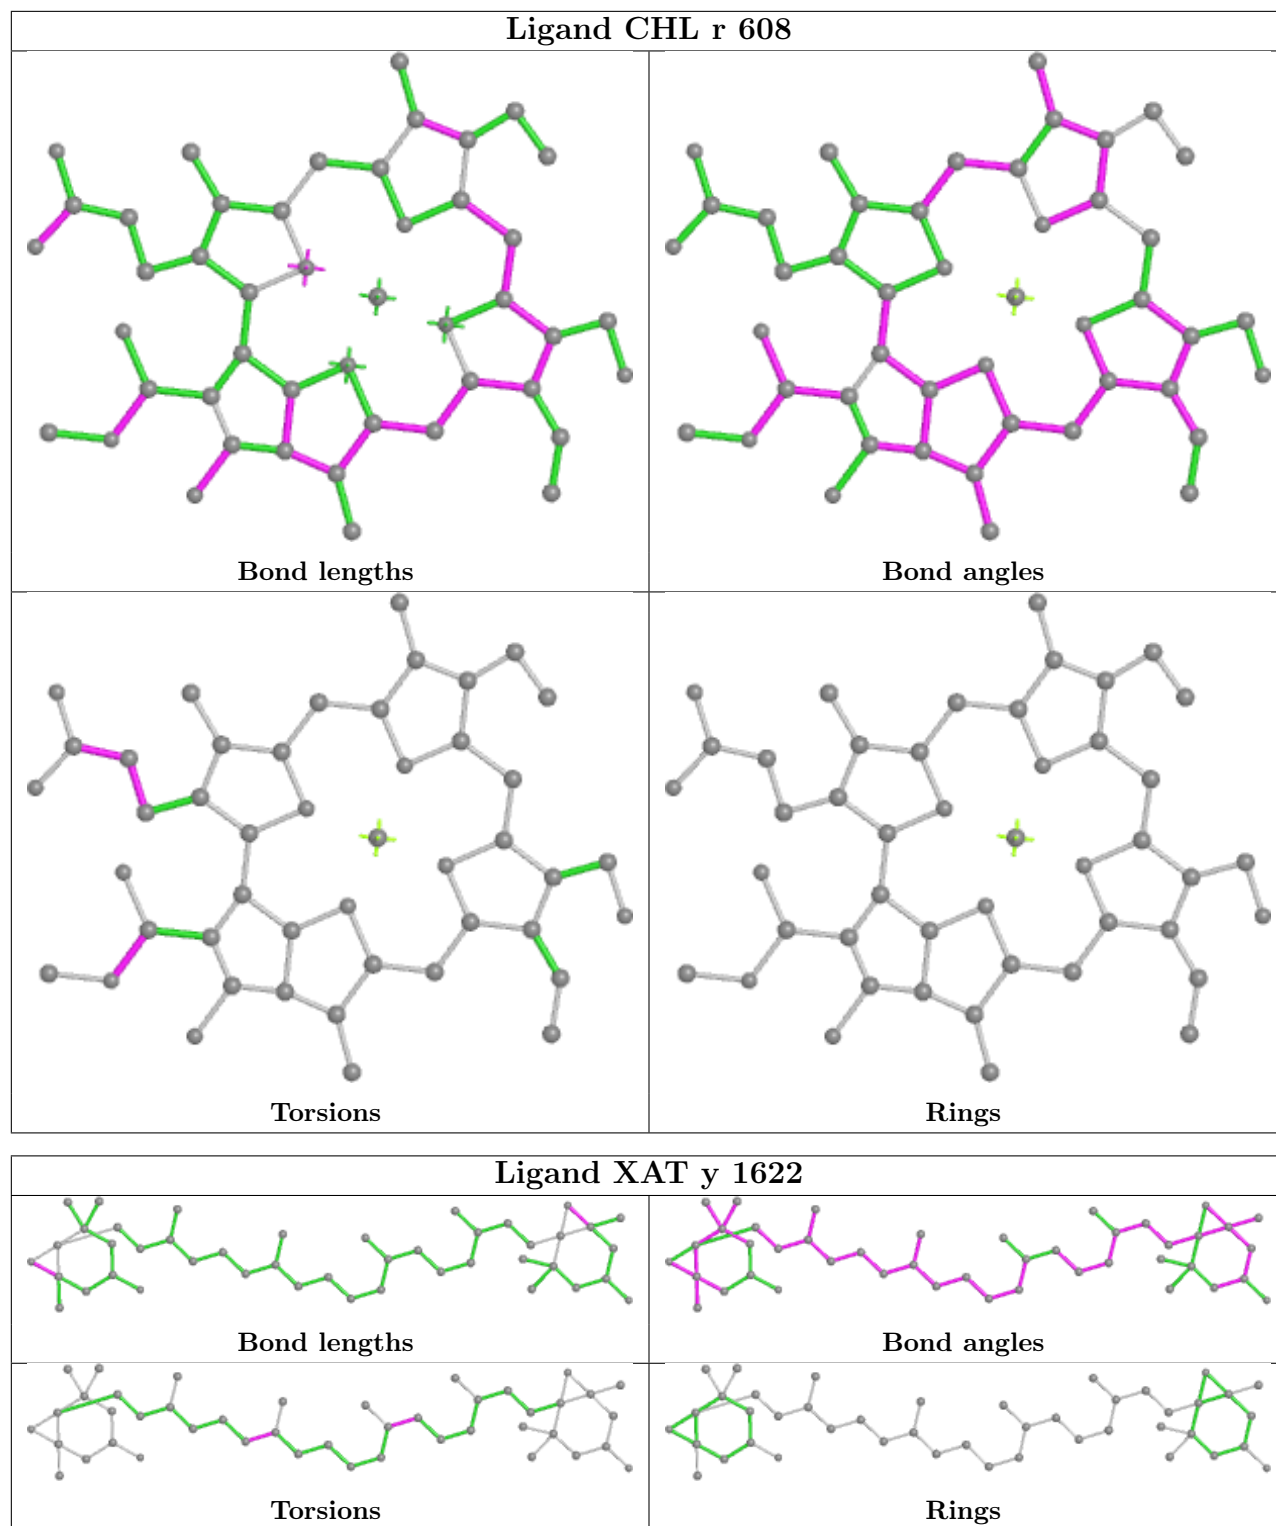 Ligand CHL r 608
Bond lengths
Bond angles
Torsions
Rings
Ligand XAT y 1622
Bond lengths
Bond angles
Torsions
Rings